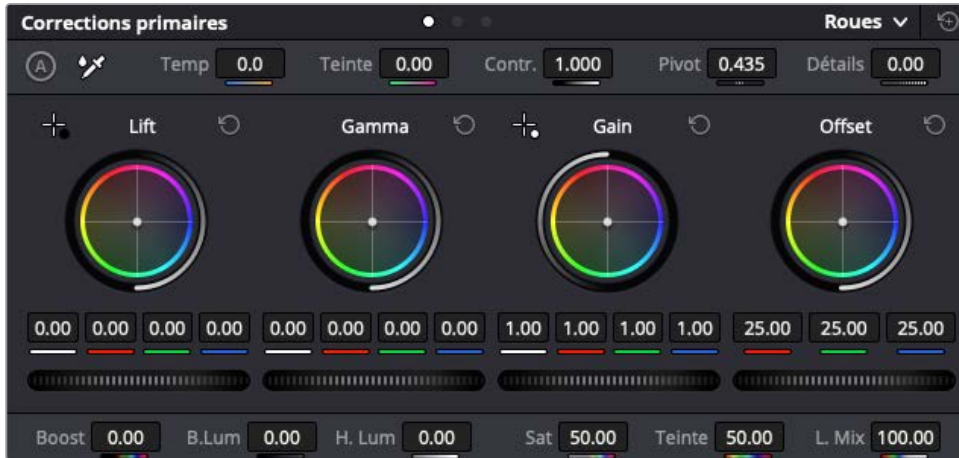 Corrections primaires Roues
A Temp 0.0 Teinte 0.00 Contr. 1.000 Pivot 0.435 Détails 0.00
Lift Gamma Gain Offset
0.00 0.00 0.00 0.00 0.00 0.00 0.00 0.00 1.00 1.00 1.00 1.00 25.00 25.00 25.00
Boost 0.00 B.Lum 0.00 H. Lum 0.00 Sat 50.00 Teinte 50.00 L. Mix 100.00